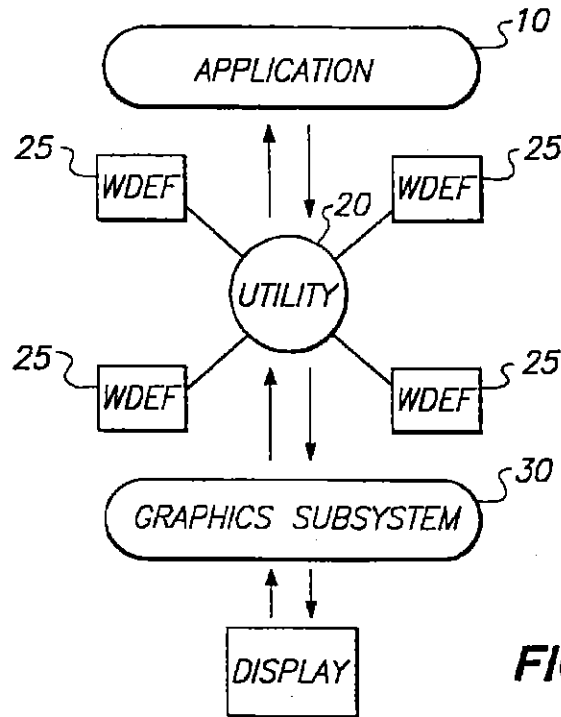 10
APPLICATION
25 25
WDEF WDEF
20
UTILITY
25 25
WDEF WDEF
30
GRAPHICS SUBSYSTEM
DISPLAY